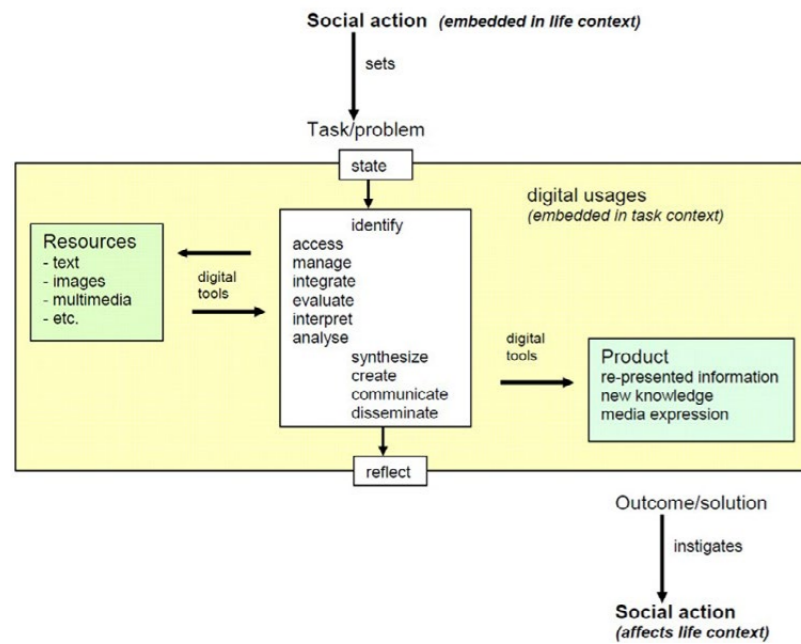 Social action (embedded in life context)
sets
Task/problem
state
digital usages
(embedded in task context)
identify
access
manage
integrate
evaluate
interpret
analyse
synthesize
create
communicate
disseminate
Resources
- text
- images
- multimedia
- etc.
digital
tools
digital
tools
Product
re-presented information
new knowledge
media expression
reflect
Outcome/solution
instigates
Social action
(affects life context)